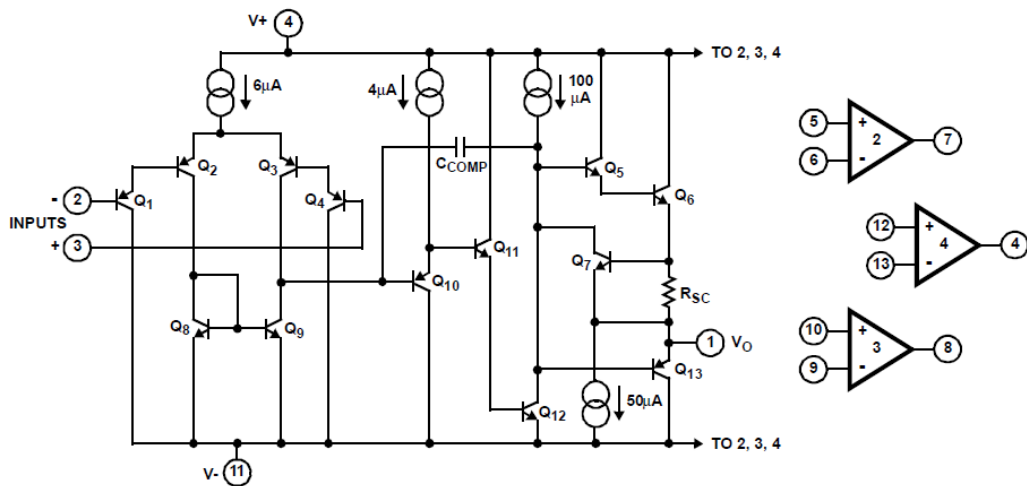 V+ 4
TO 2, 3, 4
6µA
4µA
100
µA
CCOMP
Q2
Q3
Q5
Q1
Q4
Q6
- 2
INPUTS
+ 3
Q11
Q7
Q10
RSC
Q8
Q9
1 VO
Q13
Q12
50µA
TO 2, 3, 4
V- 11
5 + 2 7
6 -
12 + 4 4
13 -
10 + 3 8
9 -